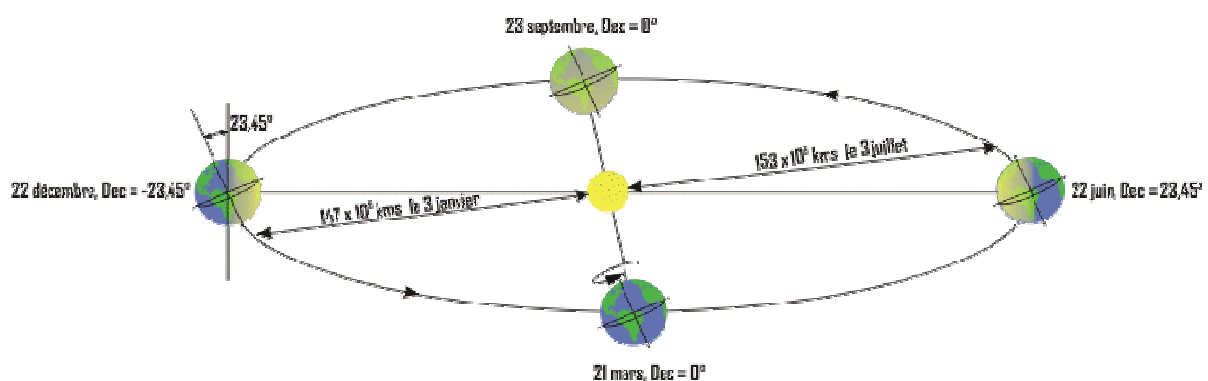 23 septembre, Dec = 0°
23,45°
153 x 10⁶ kms le 3 juillet
22 décembre, Dec = -23,45°
22 juin, Dec = 23,45°
147 x 10⁶ kms le 3 janvier
21 mars, Dec = 0°